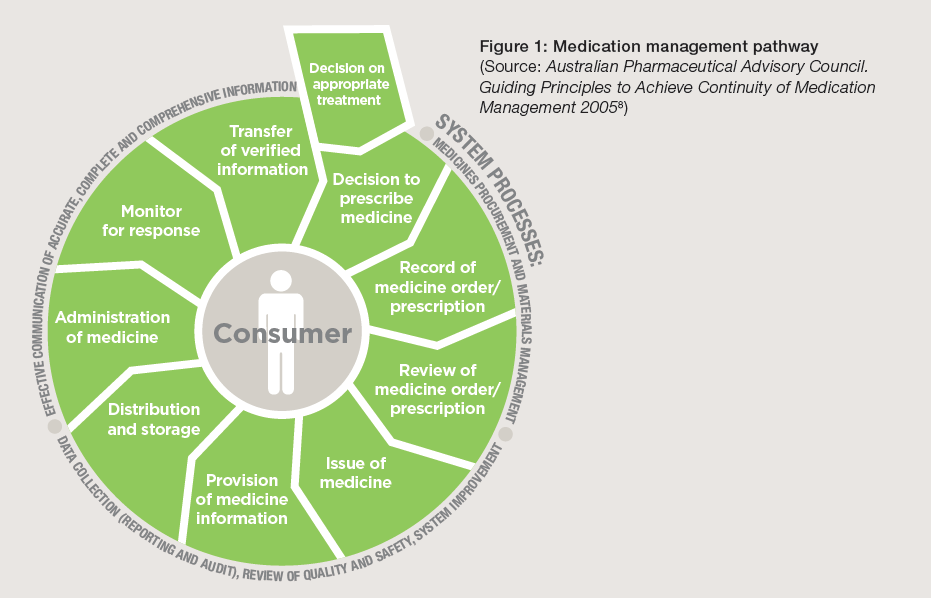 Figure 1: Medication management pathway
(Source: Australian Pharmaceutical Advisory Council.
Guiding Principles to Achieve Continuity of Medication
Management 2005⁸)
Decision on
appropriate
treatment
Decision to
prescribe
medicine
Record of
medicine order/
prescription
Review of
medicine order/
prescription
Issue of
medicine
Provision
of medicine
information
Distribution
and storage
Administration
of medicine
Monitor
for response
Transfer
of verified
information
Consumer
SYSTEM PROCESSES:
MEDICINES PROCUREMENT AND MATERIALS MANAGEMENT
DATA COLLECTION (REPORTING AND AUDIT), REVIEW OF QUALITY AND SAFETY, SYSTEM IMPROVEMENT
EFFECTIVE COMMUNICATION OF ACCURATE, COMPLETE AND COMPREHENSIVE INFORMATION